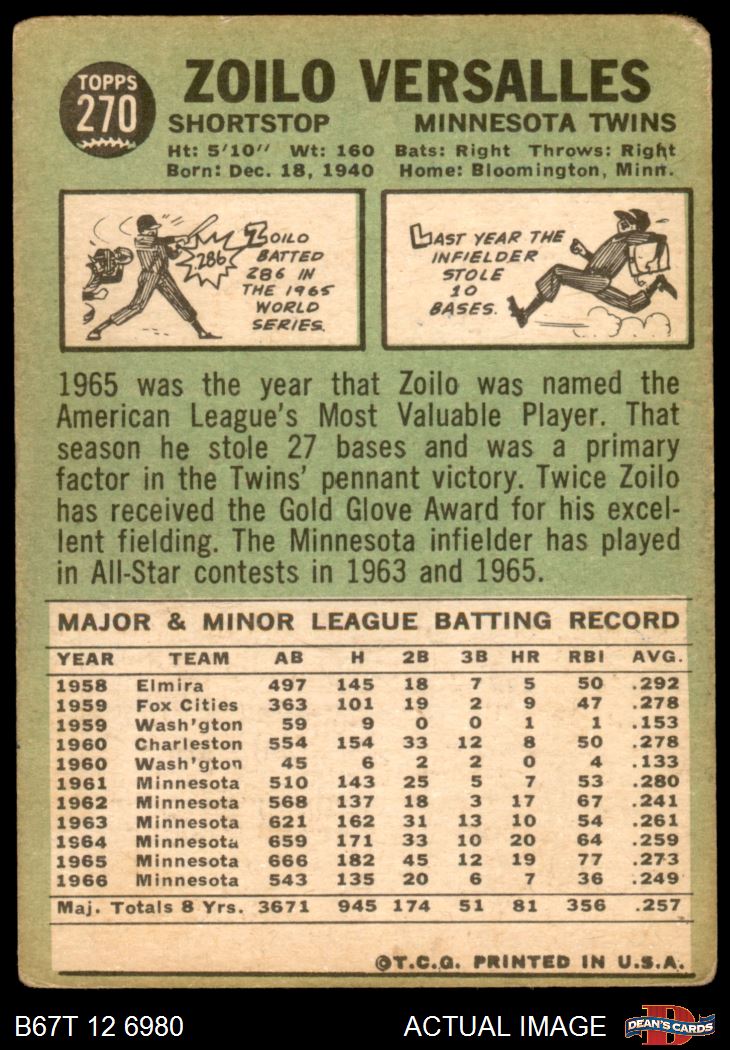 TOPPS
270
ZOILO VERSALLES
SHORTSTOP MINNESOTA TWINS
Ht: 5'10" Wt: 160 Bats: Right Throws: Right
Born: Dec. 18, 1940 Home: Bloomington, Minn.
.286
ZOILO
BATTED
286 IN
THE 1965
WORLD
SERIES.
LAST YEAR THE
INFIELDER
STOLE
10
BASES.
1965 was the year that Zoilo was named the
American League's Most Valuable Player. That
season he stole 27 bases and was a primary
factor in the Twins' pennant victory. Twice Zoilo
has received the Gold Glove Award for his excel-
lent fielding. The Minnesota infielder has played
in All-Star contests in 1963 and 1965.
MAJOR & MINOR LEAGUE BATTING RECORD
YEAR TEAM AB H 2B 3B HR RBI AVG.
1958 Elmira 497 145 18 7 5 50 .292
1959 Fox Cities 363 101 19 2 9 47 .278
1959 Wash'gton 59 9 0 0 1 1 .153
1960 Charleston 554 154 33 12 8 50 .278
1960 Wash'gton 45 6 2 2 0 4 .133
1961 Minnesota 510 143 25 5 7 53 .280
1962 Minnesota 568 137 18 3 17 67 .241
1963 Minnesota 621 162 31 13 10 54 .261
1964 Minnesota 659 171 33 10 20 64 .259
1965 Minnesota 666 182 45 12 19 77 .273
1966 Minnesota 543 135 20 6 7 36 .249
Maj. Totals 8 Yrs. 3671 945 174 51 81 356 .257
©T.C.G. PRINTED IN U.S.A.
B67T 12 6980 ACTUAL IMAGE
D
DEAN'S CARDS